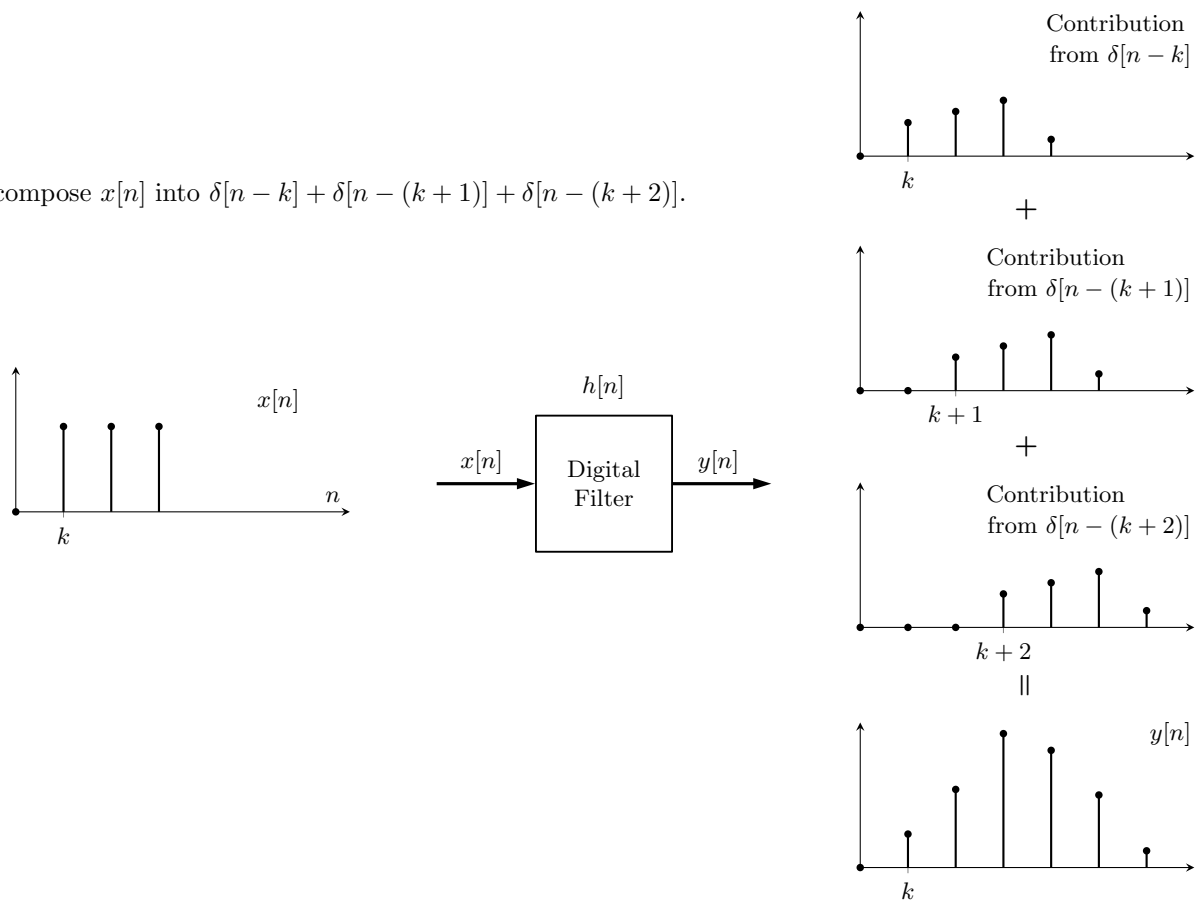 compose x[n] into δ[n − k] + δ[n − (k + 1)] + δ[n − (k + 2)].
x[n]
n
k
h[n]
x[n]
Digital
Filter
y[n]
Contribution
from δ[n − k]
k
+
Contribution
from δ[n − (k + 1)]
k + 1
+
Contribution
from δ[n − (k + 2)]
k + 2
=
y[n]
k